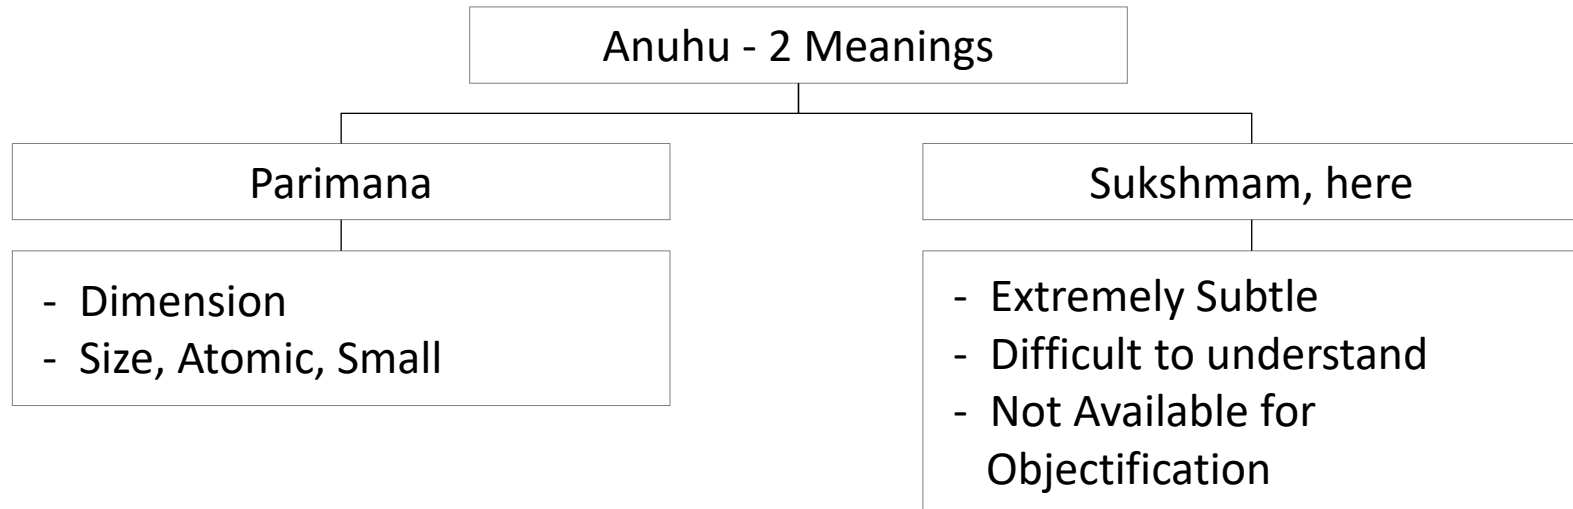 Anuhu - 2 Meanings
Parimana
- Dimension
- Size, Atomic, Small
Sukshmam, here
- Extremely Subtle
- Difficult to understand
- Not Available for
Objectification